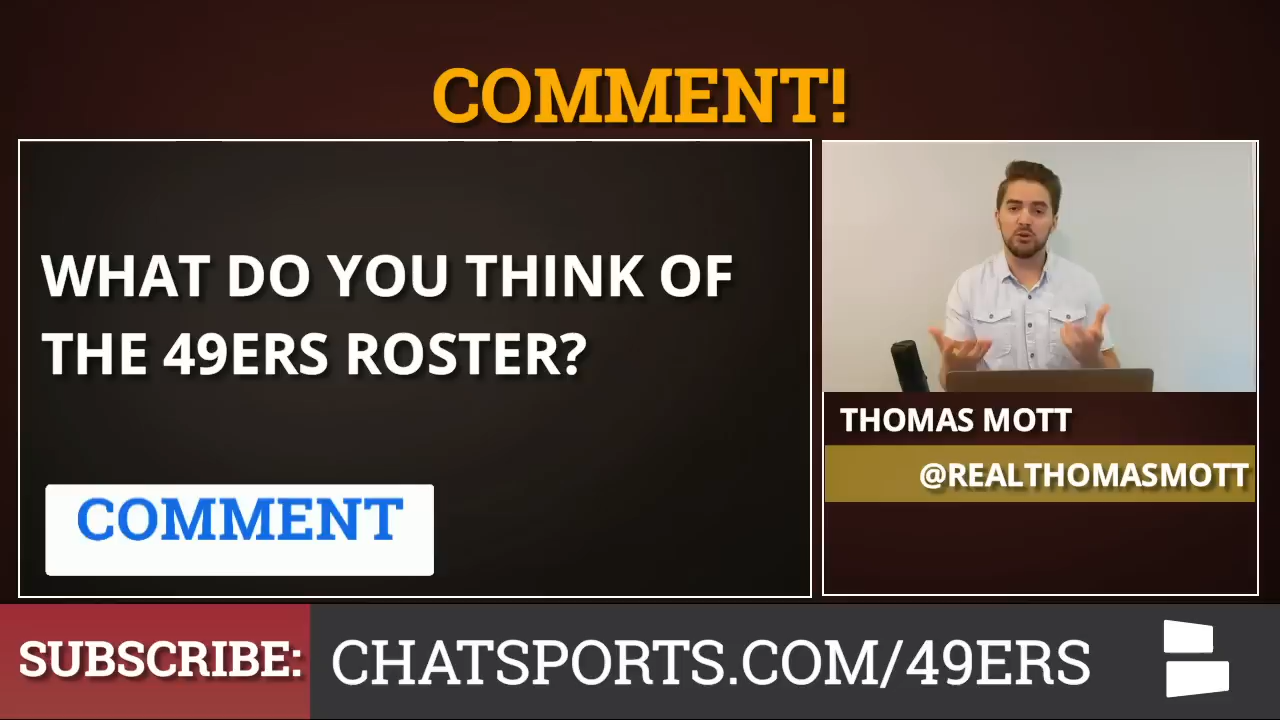 COMMENT!
WHAT DO YOU THINK OF
THE 49ERS ROSTER?
COMMENT
THOMAS MOTT
@REALTHOMASMOTT
SUBSCRIBE: CHATSPORTS.COM/49ERS